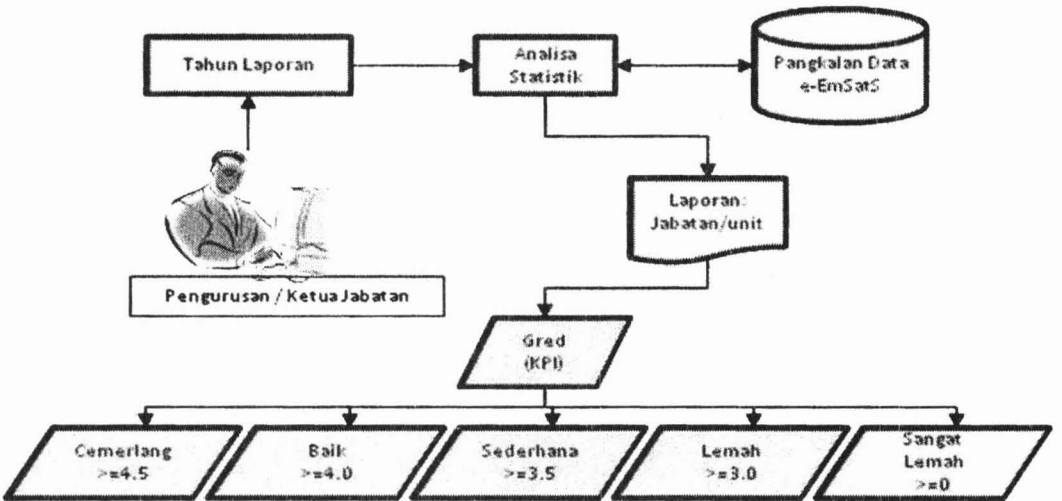 Tahun Laporan
Analisa
Statistik
Pangkalan Data
e-EmSatS
Laporan:
Jabatan/unit
Pengurusan / Ketua Jabatan
Gred
(KPI)
Cemerlang
>=4.5
Baik
>=4.0
Sederhana
>=3.5
Lemah
>=3.0
Sangat
Lemah
>=0